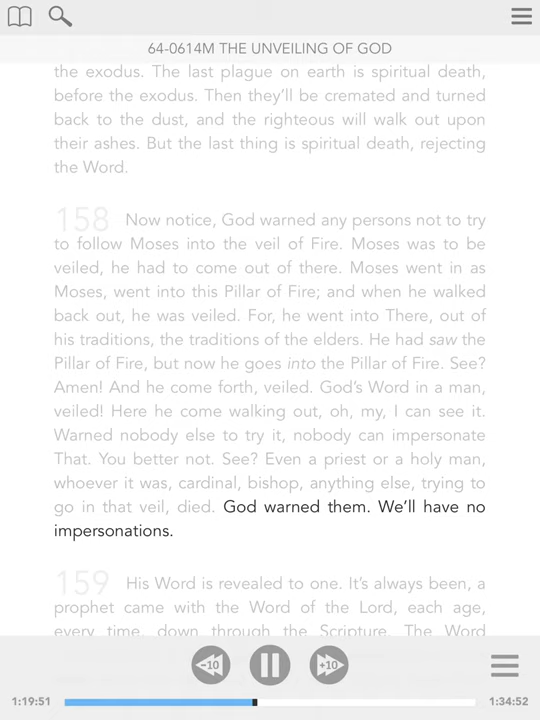 64-0614M THE UNVEILING OF GOD
the exodus. The last plague on earth is spiritual death,
before the exodus. Then they’ll be cremated and turned
back to the dust, and the righteous will walk out upon
their ashes. But the last thing is spiritual death, rejecting
the Word.
158 Now notice, God warned any persons not to try
to follow Moses into the veil of Fire. Moses was to be
veiled, he had to come out of there. Moses went in as
Moses, went into this Pillar of Fire; and when he walked
back out, he was veiled. For, he went into There, out of
his traditions, the traditions of the elders. He had saw the
Pillar of Fire, but now he goes into the Pillar of Fire. See?
Amen! And he come forth, veiled. God’s Word in a man,
veiled! Here he come walking out, oh, my, I can see it.
Warned nobody else to try it, nobody can impersonate
That. You better not. See? Even a priest or a holy man,
whoever it was, cardinal, bishop, anything else, trying to
go in that veil, died. God warned them. We’ll have no
impersonations.
159 His Word is revealed to one. It’s always been, a
prophet came with the Word of the Lord, each age,
every time, down through the Scripture. The Word
-10
+10
1:19:51
1:34:52